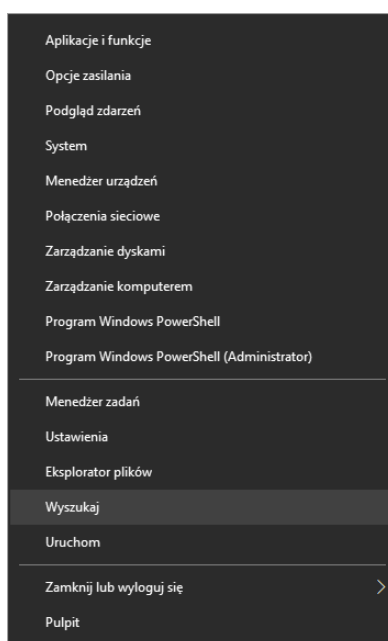 Aplikacje i funkcje
Opcje zasilania
Podgląd zdarzeń
System
Menedżer urządzeń
Połączenia sieciowe
Zarządzanie dyskami
Zarządzanie komputerem
Program Windows PowerShell
Program Windows PowerShell (Administrator)
Menedżer zadań
Ustawienia
Eksplorator plików
Wyszukaj
Uruchom
Zamknij lub wyloguj się
Pulpit